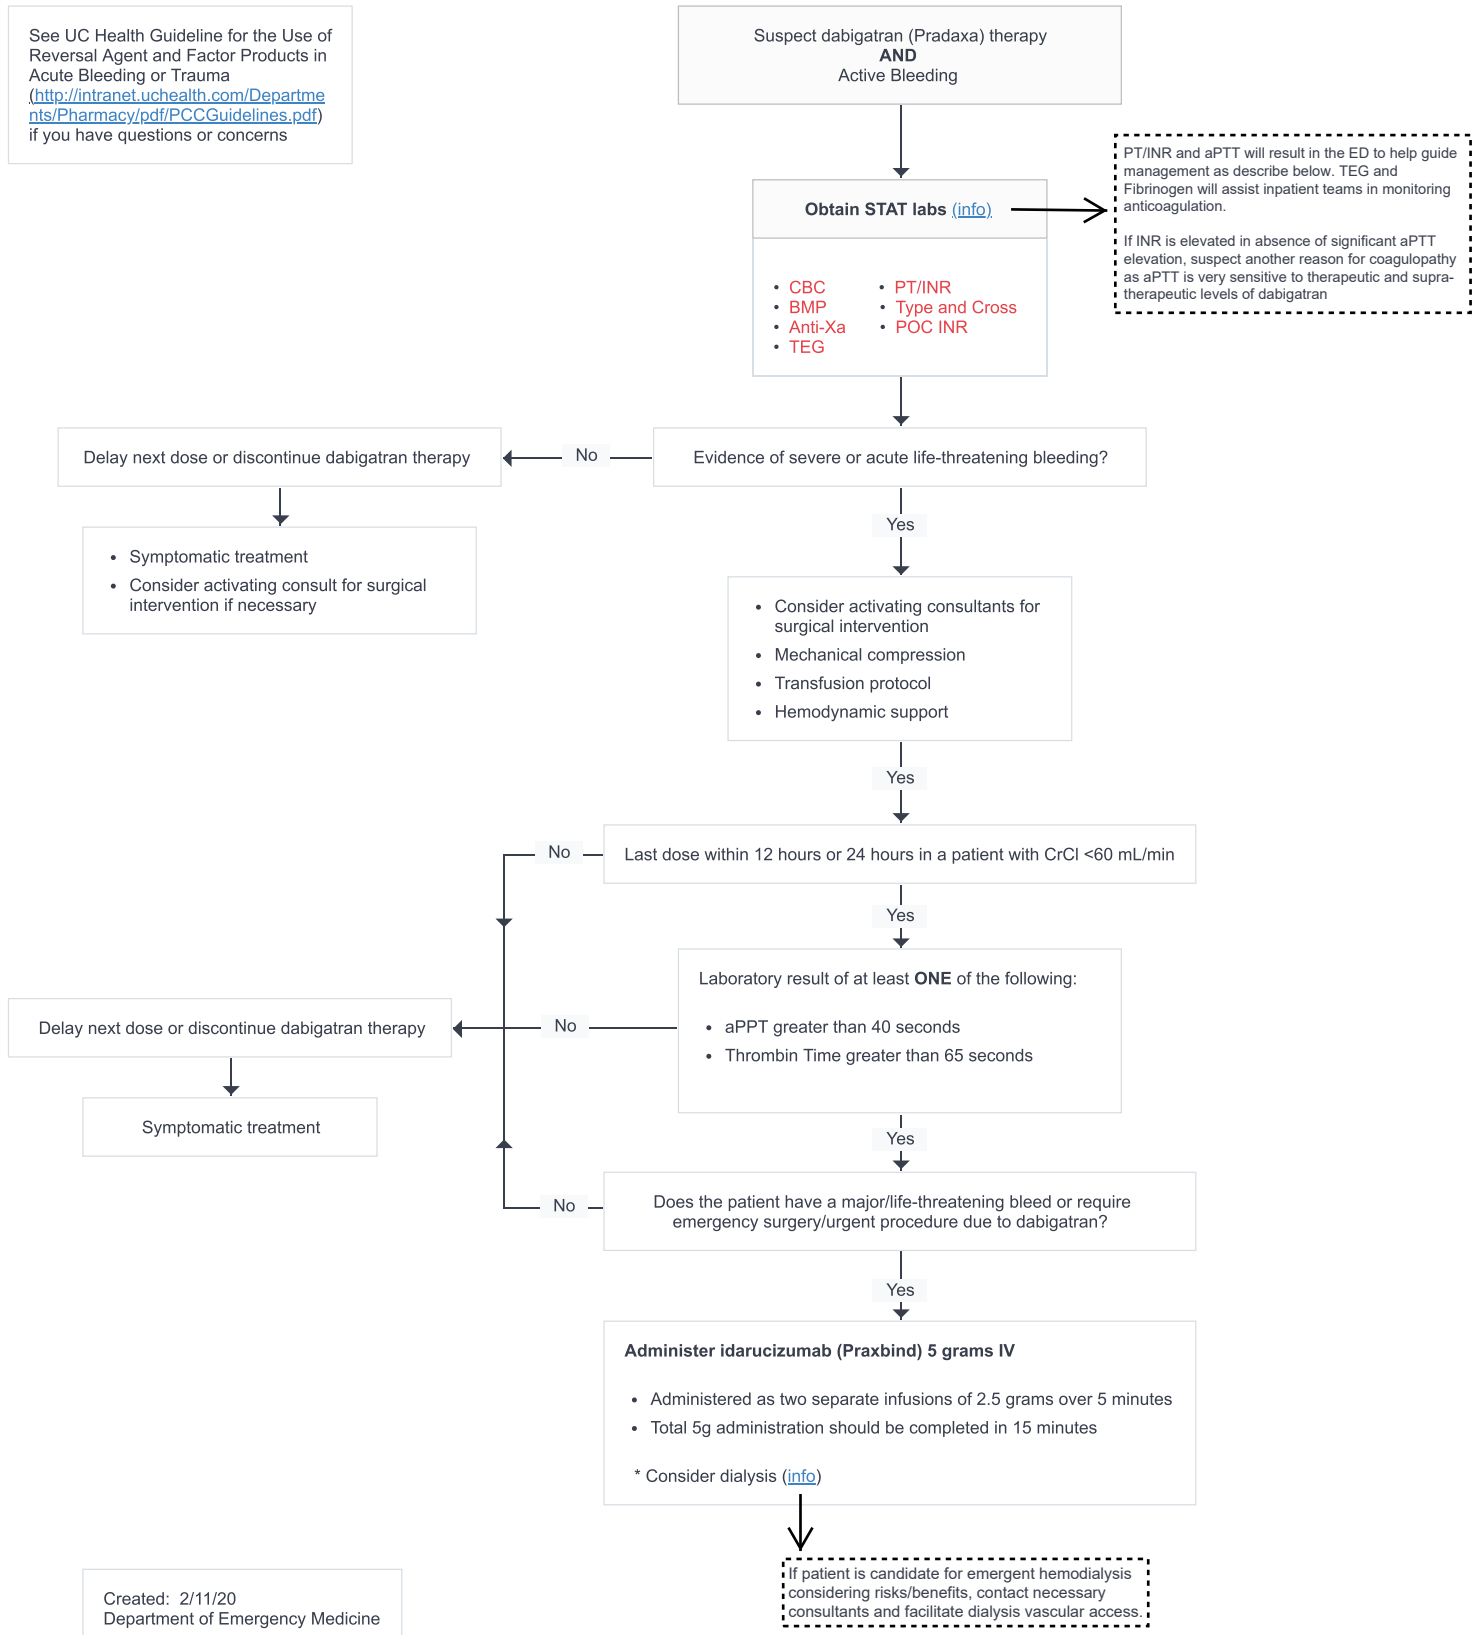 See UC Health Guideline for the Use of
Reversal Agent and Factor Products in
Acute Bleeding or Trauma
(http://intranet.uchealth.com/Departme
nts/Pharmacy/pdf/PCCGuidelines.pdf)
if you have questions or concerns
Suspect dabigatran (Pradaxa) therapy
AND
Active Bleeding
PT/INR and aPTT will result in the ED to help guide
management as describe below. TEG and
Fibrinogen will assist inpatient teams in monitoring
anticoagulation.
If INR is elevated in absence of significant aPTT
elevation, suspect another reason for coagulopathy
as aPTT is very sensitive to therapeutic and supra-
therapeutic levels of dabigatran
Obtain STAT labs (info)
• CBC
• BMP
• Anti-Xa
• TEG
• PT/INR
• Type and Cross
• POC INR
Evidence of severe or acute life-threatening bleeding?
No
Delay next dose or discontinue dabigatran therapy
• Symptomatic treatment
• Consider activating consult for surgical
intervention if necessary
Yes
• Consider activating consultants for
surgical intervention
• Mechanical compression
• Transfusion protocol
• Hemodynamic support
Yes
Last dose within 12 hours or 24 hours in a patient with CrCl <60 mL/min
No
Yes
Laboratory result of at least ONE of the following:
• aPPT greater than 40 seconds
• Thrombin Time greater than 65 seconds
No
Delay next dose or discontinue dabigatran therapy
Symptomatic treatment
Yes
Does the patient have a major/life-threatening bleed or require
emergency surgery/urgent procedure due to dabigatran?
No
Yes
Administer idarucizumab (Praxbind) 5 grams IV
• Administered as two separate infusions of 2.5 grams over 5 minutes
• Total 5g administration should be completed in 15 minutes
* Consider dialysis (info)
If patient is candidate for emergent hemodialysis
considering risks/benefits, contact necessary
consultants and facilitate dialysis vascular access.
Created: 2/11/20
Department of Emergency Medicine